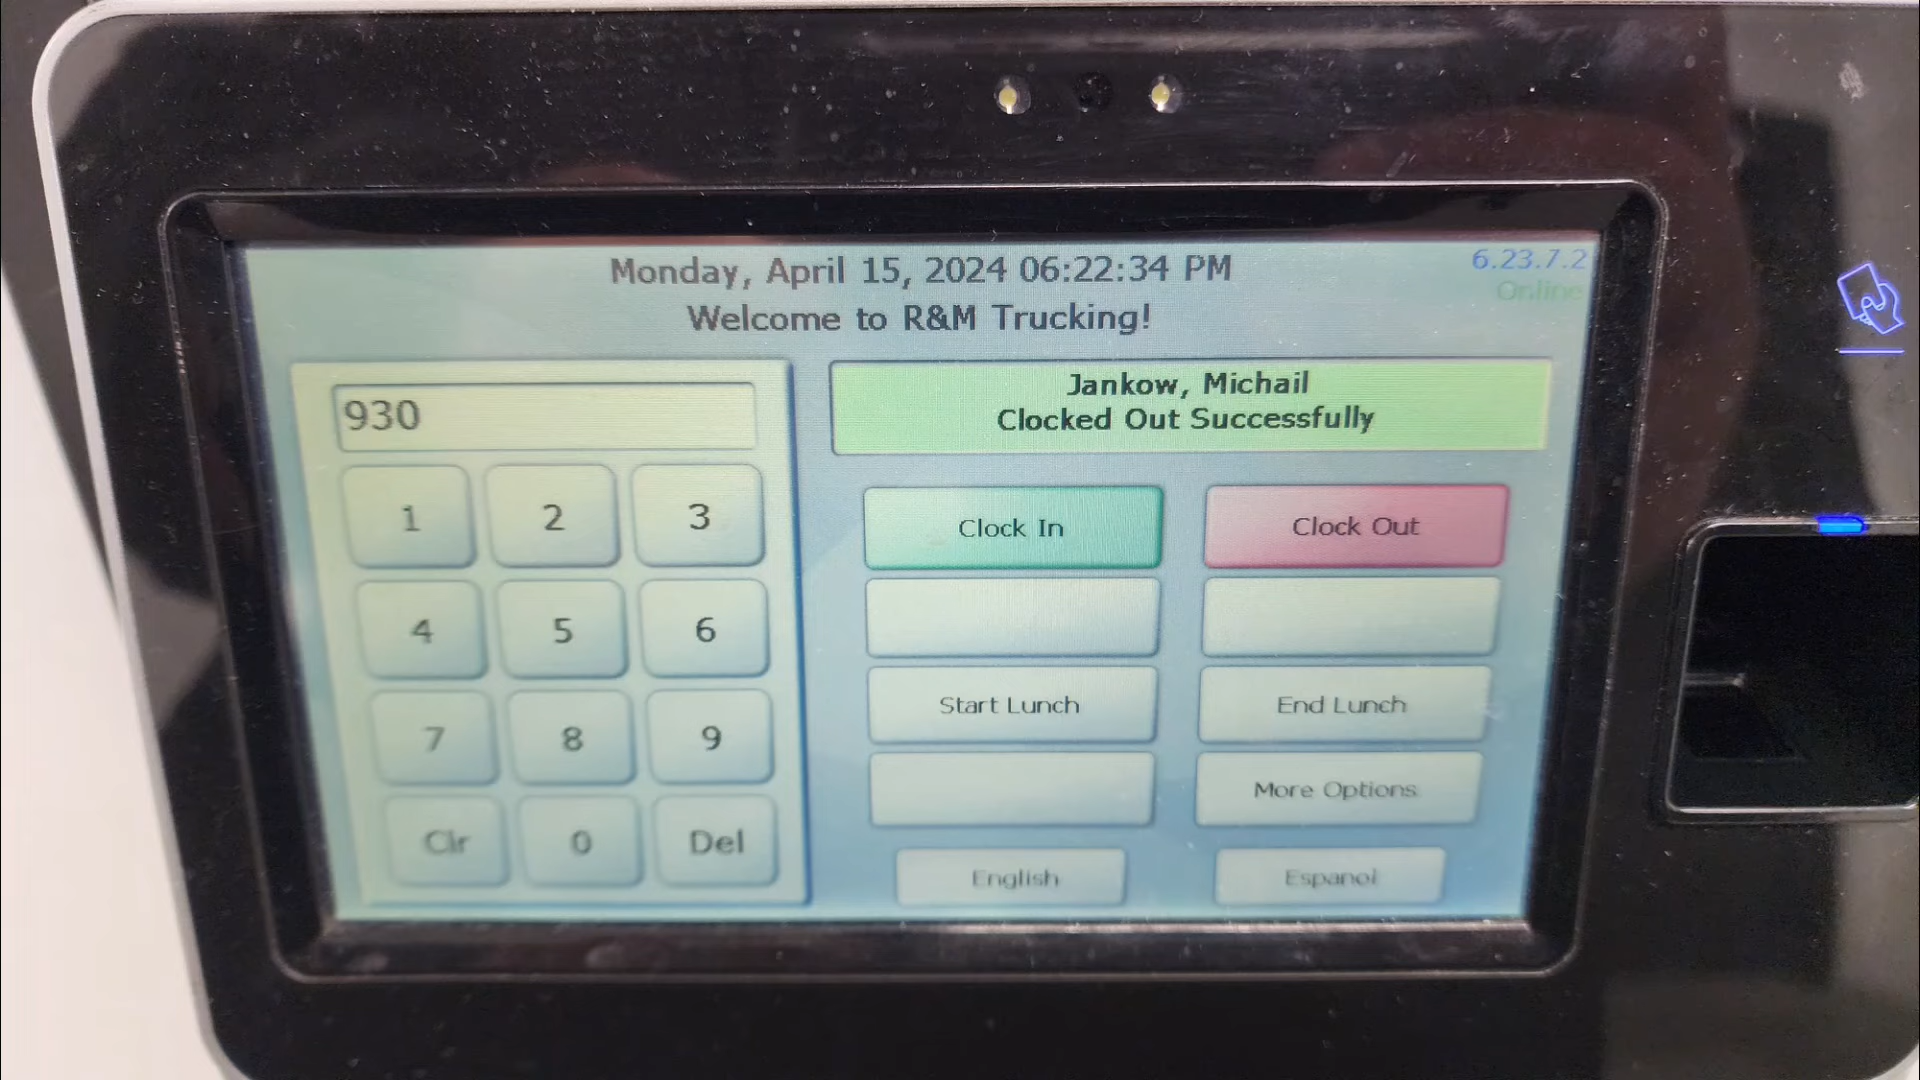 Monday, April 15, 2024 06:22:34 PM
6.23.7.2
Online
Welcome to R&M Trucking!
930
Jankow, Michail
Clocked Out Successfully
1 2 3
4 5 6
7 8 9
Clr 0 Del
Clock In
Clock Out
Start Lunch
End Lunch
More Options
English
Espanol